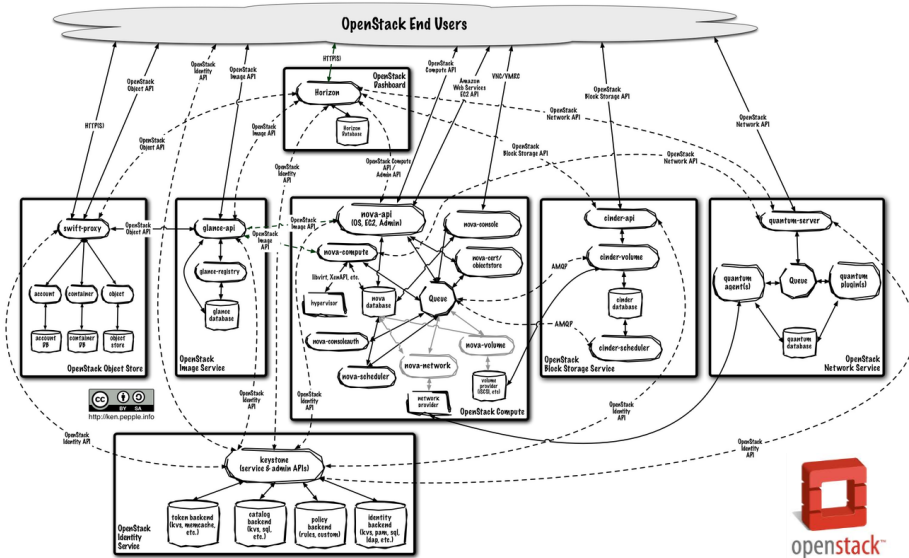 OpenStack End Users
HTTP(S)
OpenStack
Object API
OpenStack
Identity
API
OpenStack
Image API
HTTP(S)
OpenStack
Compute API
Amazon
Web Services
EC2 API
VNC/VMRC
OpenStack
Block Storage API
OpenStack
Network API
OpenStack
Dashboard
Horizon
Horizon
Database
OpenStack
Object API
OpenStack
Image API
OpenStack
Identity
API
OpenStack Compute
API /
Admin API
OpenStack
Block Storage API
OpenStack
Network API
OpenStack
Network API
swift-proxy
account
container
object
account
DB
container
DB
object
store
OpenStack Object Store
OpenStack
Object API
glance-api
glance-registry
glance
database
OpenStack
Image Service
OpenStack
Image API
OpenStack
Image API
nova-api
(OS, EC2, Admin)
nova-console
nova-compute
nova-cert/
objectstore
libvirt, XenAPI, etc.
hypervisor
nova
database
Queue
nova-consoleauth
nova-volume
nova-network
nova-scheduler
volume
provider
(iSCSI, etc)
network
provider
OpenStack Compute
AMQP
AMQP
cinder-api
cinder-volume
cinder
database
cinder-scheduler
OpenStack
Block Storage Service
quantum-server
quantum
agent(s)
Queue
quantum
plugin(s)
quantum
database
OpenStack
Network Service
cc
BY SA
http://ken.pepple.info
OpenStack
Identity
API
OpenStack
Identity
API
OpenStack
Identity
API
OpenStack
Identity
API
OpenStack
Identity
API
keystone
(service & admin APIs)
token backend
(kvs, memcache,
etc.)
catalog
backend
(kvs, sql,
etc.)
policy
backend
(rules, custom)
identity
backend
(kvs, pam, sql,
ldap, etc.)
OpenStack
Identity
Service
openstack™